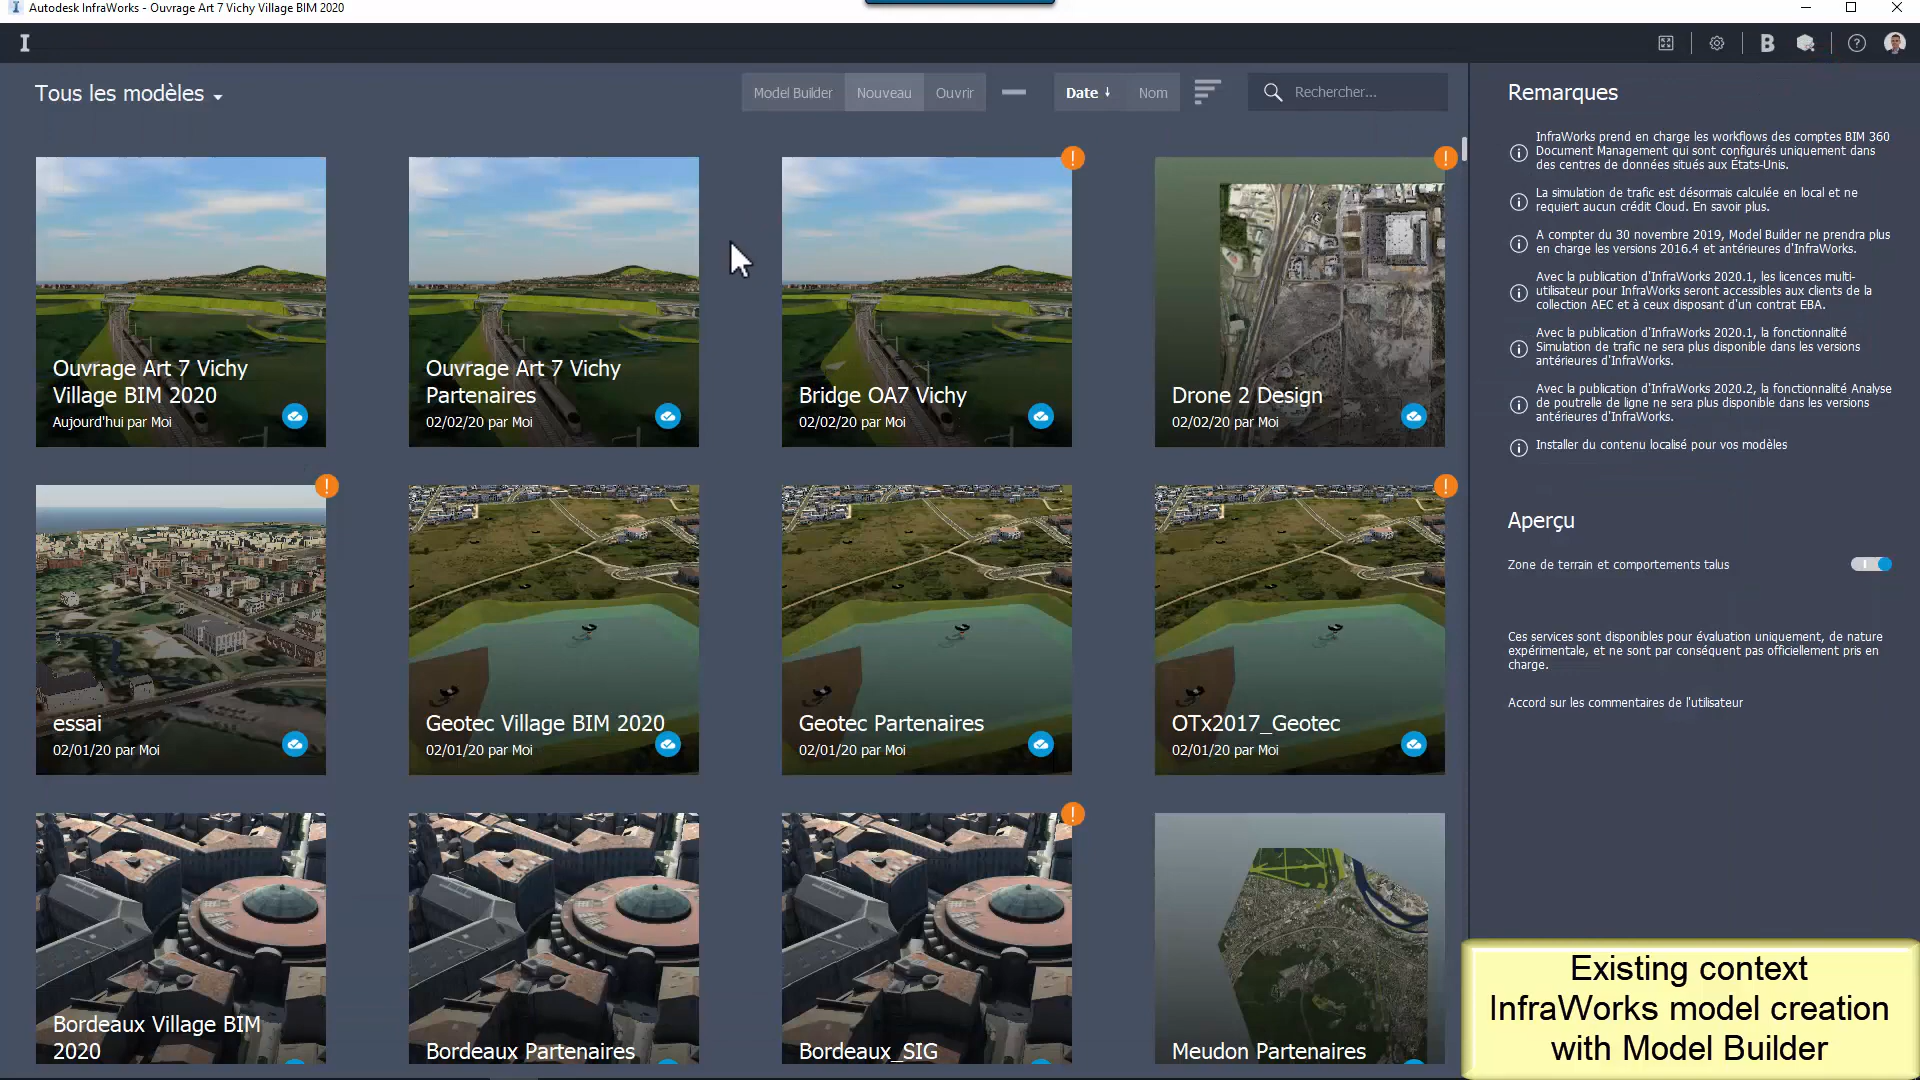 Autodesk InfraWorks - Ouvrage Art 7 Vichy Village BIM 2020
Tous les modèles
Model Builder
Nouveau
Ouvrir
Date ↓
Nom
Rechercher...
Ouvrage Art 7 Vichy
Village BIM 2020
Aujourd'hui par Moi
Ouvrage Art 7 Vichy
Partenaires
02/02/20 par Moi
Bridge OA7 Vichy
02/02/20 par Moi
Drone 2 Design
02/02/20 par Moi
essai
02/01/20 par Moi
Geotec Village BIM 2020
02/01/20 par Moi
Geotec Partenaires
02/01/20 par Moi
OTx2017_Geotec
02/01/20 par Moi
Bordeaux Village BIM
2020
Bordeaux Partenaires
Bordeaux_SIG
Meudon Partenaires
Remarques
InfraWorks prend en charge les workflows des comptes BIM 360
Document Management qui sont configurés uniquement dans
des centres de données situés aux États-Unis.
La simulation de trafic est désormais calculée en local et ne
requiert aucun crédit Cloud. En savoir plus.
A compter du 30 novembre 2019, Model Builder ne prendra plus
en charge les versions 2016.4 et antérieures d'InfraWorks.
Avec la publication d'InfraWorks 2020.1, les licences multi-
utilisateur pour InfraWorks seront accessibles aux clients de la
collection AEC et à ceux disposant d'un contrat EBA.
Avec la publication d'InfraWorks 2020.1, la fonctionnalité
Simulation de trafic ne sera plus disponible dans les versions
antérieures d'InfraWorks.
Avec la publication d'InfraWorks 2020.2, la fonctionnalité Analyse
de poutrelle de ligne ne sera plus disponible dans les versions
antérieures d'InfraWorks.
Installer du contenu localisé pour vos modèles
Aperçu
Zone de terrain et comportements talus
Ces services sont disponibles pour évaluation uniquement, de nature
expérimentale, et ne sont par conséquent pas officiellement pris en
charge.
Accord sur les commentaires de l'utilisateur
Existing context
InfraWorks model creation
with Model Builder